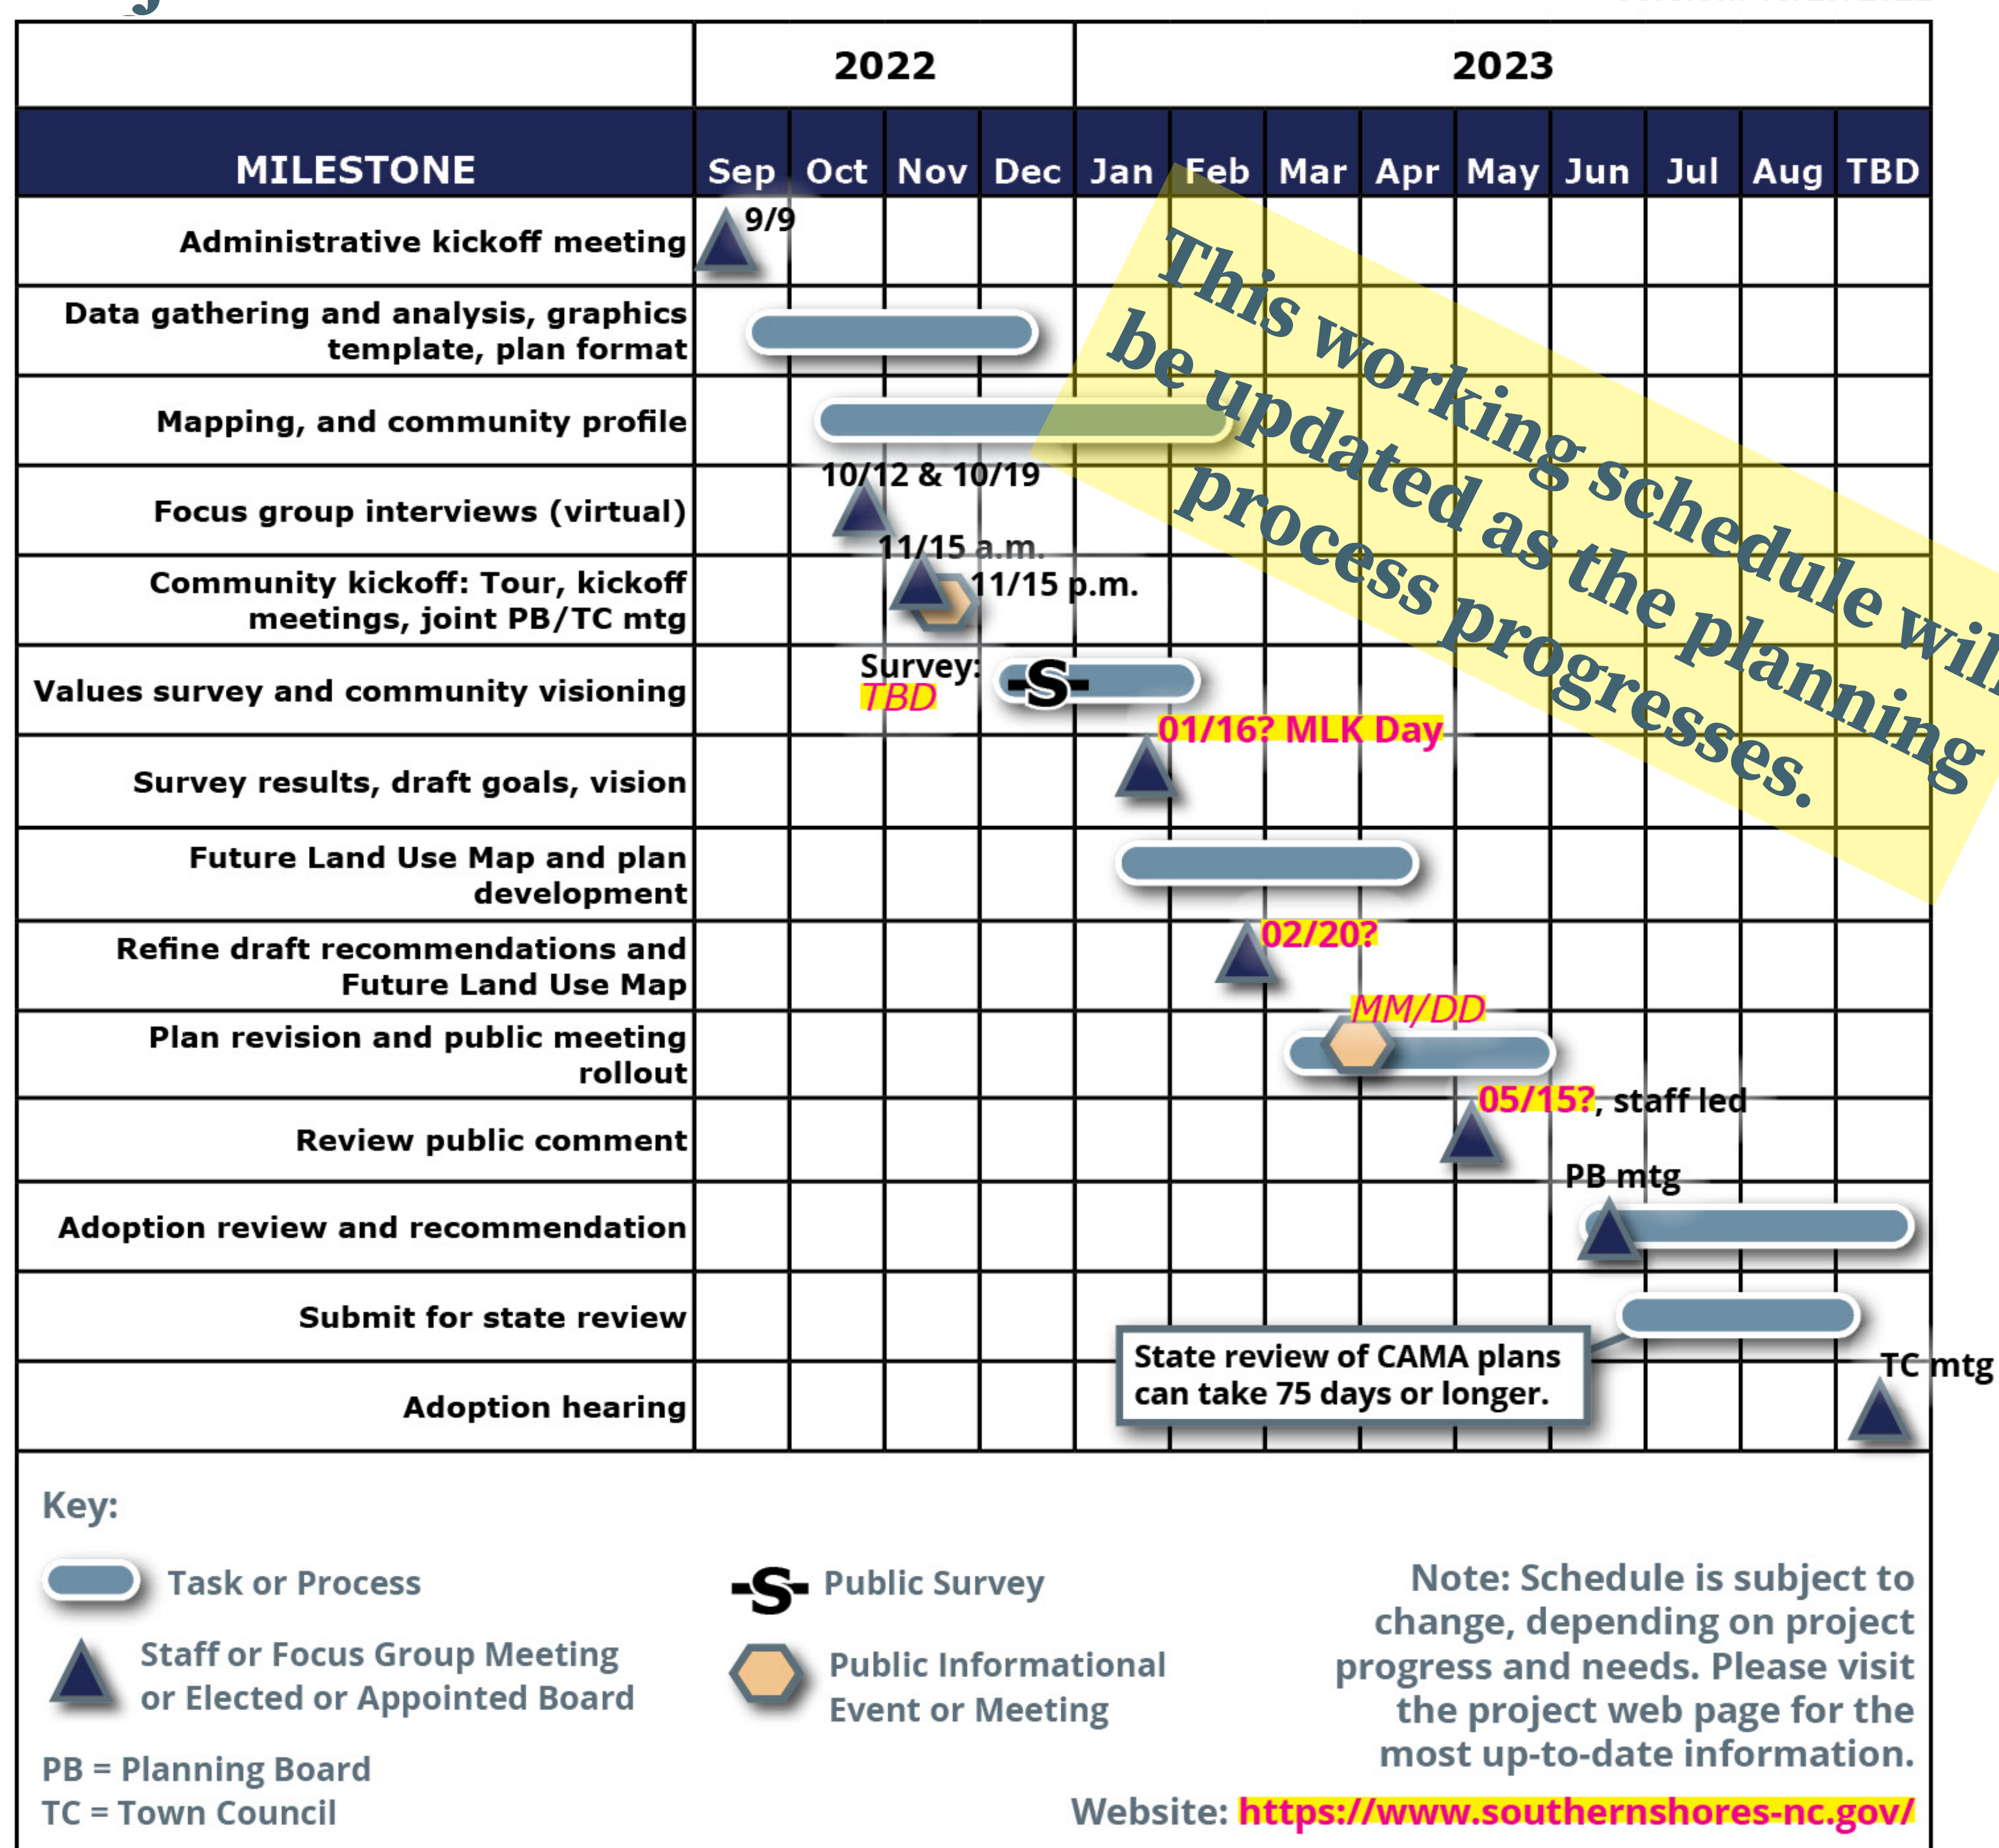 2022 2023
MILESTONE Sep Oct Nov Dec Jan Feb Mar Apr May Jun Jul Aug TBD
Administrative kickoff meeting
9/9
Data gathering and analysis, graphics
template, plan format
Mapping, and community profile
Focus group interviews (virtual)
10/12 & 10/19
Community kickoff: Tour, kickoff
meetings, joint PB/TC mtg
11/15 a.m.
11/15 p.m.
Values survey and community visioning
Survey:
TBD
-S-
Survey results, draft goals, vision
01/16? MLK Day
Future Land Use Map and plan
development
Refine draft recommendations and
Future Land Use Map
02/20?
Plan revision and public meeting
rollout
MM/DD
Review public comment
05/15?, staff led
Adoption review and recommendation
PB mtg
Submit for state review
State review of CAMA plans
can take 75 days or longer.
Adoption hearing
TC mtg
This working schedule will
be updated as the planning
process progresses.
Key:
Task or Process
Staff or Focus Group Meeting
or Elected or Appointed Board
PB = Planning Board
TC = Town Council
-S- Public Survey
Public Informational
Event or Meeting
Note: Schedule is subject to
change, depending on project
progress and needs. Please visit
the project web page for the
most up-to-date information.
Website: https://www.southernshores-nc.gov/